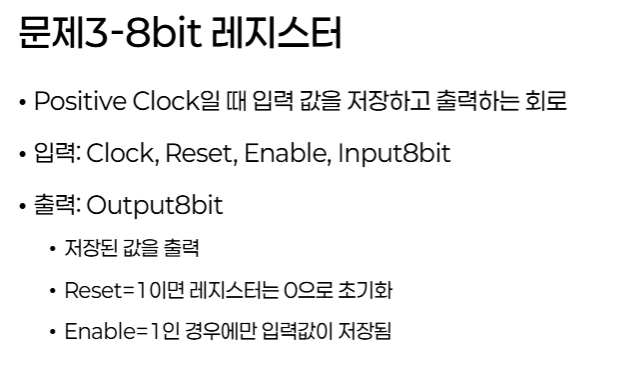 문제3-8bit 레지스터
• Positive Clock일 때 입력 값을 저장하고 출력하는 회로
• 입력: Clock, Reset, Enable, Input8bit
• 출력: Output8bit
• 저장된 값을 출력
• Reset=1이면 레지스터는 0으로 초기화
• Enable=1인 경우에만 입력값이 저장됨